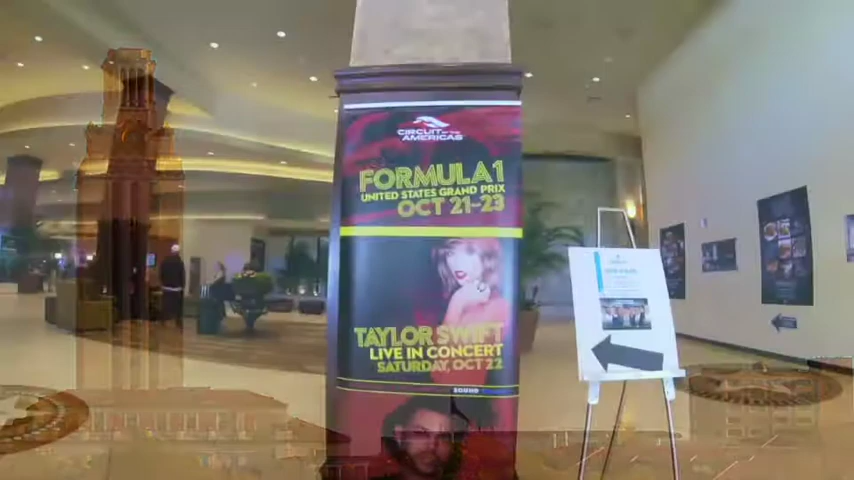 CIRCUIT OF THE
AMERICAS
FORMULA 1
UNITED STATES GRAND PRIX
OCT 21-23
TAYLOR SWIFT
LIVE IN CONCERT
SATURDAY, OCT 22
SOUND